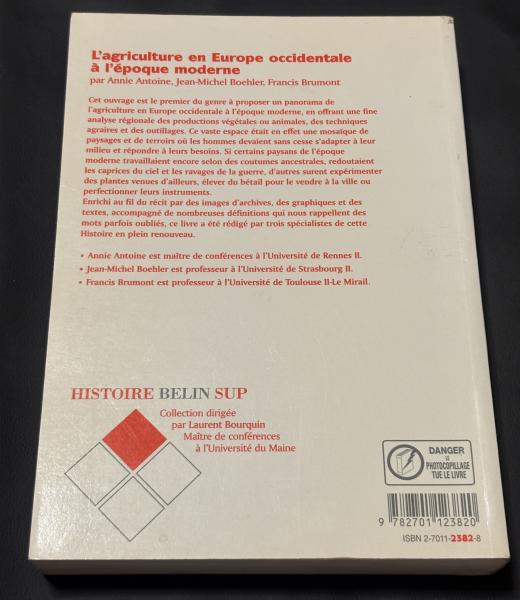 L'agriculture en Europe occidentale
à l'époque moderne
par Annie Antoine, Jean-Michel Boehler, Francis Brumont
Cet ouvrage est le premier du genre à proposer un panorama de
l'agriculture en Europe occidentale à l'époque moderne, en offrant une fine
analyse régionale des productions végétales ou animales, des techniques
agraires et des outillages. Ce vaste espace était en effet une mosaïque de
paysages et de terroirs où les hommes devaient sans cesse s'adapter à leur
milieu et répondre à leurs besoins. Si certains paysans de l'époque
moderne travaillaient encore selon des coutumes ancestrales, redoutaient
les caprices du ciel et les ravages de la guerre, d'autres surent expérimenter
des plantes venues d'ailleurs, élever du bétail pour le vendre à la ville ou
perfectionner leurs instruments.
Enrichi au fil du récit par des images d'archives, des graphiques et des
textes, accompagné de nombreuses définitions qui nous rappellent des
mots parfois oubliés, ce livre a été rédigé par trois spécialistes de cette
Histoire en plein renouveau.
• Annie Antoine est maître de conférences à l'Université de Rennes II.
• Jean-Michel Boehler est professeur à l'Université de Strasbourg II.
• Francis Brumont est professeur à l'Université de Toulouse II-Le Mirail.
HISTOIRE BELIN SUP
Collection dirigée
par Laurent Bourquin
Maître de conférences
à l'Université du Maine
DANGER
LE
PHOTOCOPILLAGE
TUE LE LIVRE
9 782701 123820
ISBN 2-7011-2382-8